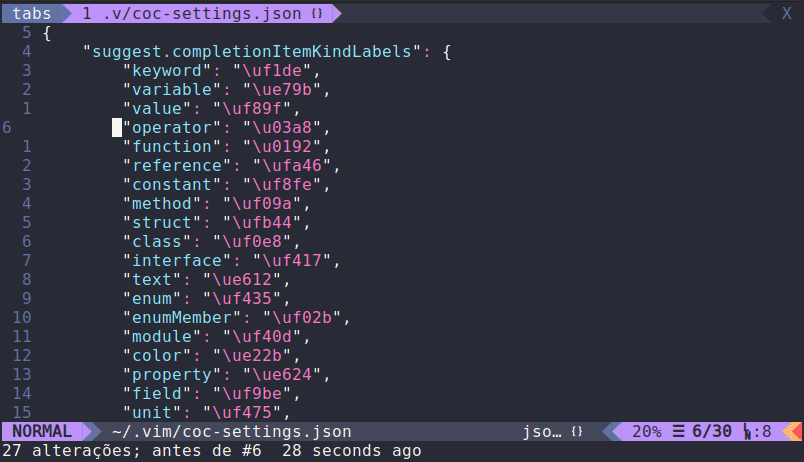 tabs 1 .v/coc-settings.json {} X
5 {
4 "suggest.completionItemKindLabels": {
3 "keyword": "\uf1de",
2 "variable": "\ue79b",
1 "value": "\uf89f",
6 "operator": "\u03a8",
1 "function": "\u0192",
2 "reference": "\ufa46",
3 "constant": "\uf8fe",
4 "method": "\uf09a",
5 "struct": "\ufb44",
6 "class": "\uf0e8",
7 "interface": "\uf417",
8 "text": "\ue612",
9 "enum": "\uf435",
10 "enumMember": "\uf02b",
11 "module": "\uf40d",
12 "color": "\ue22b",
13 "property": "\ue624",
14 "field": "\uf9be",
15 "unit": "\uf475",
NORMAL ~/.vim/coc-settings.json jso… {} 20% ☰ 6/30 :8
27 alterações; antes de #6 28 seconds ago